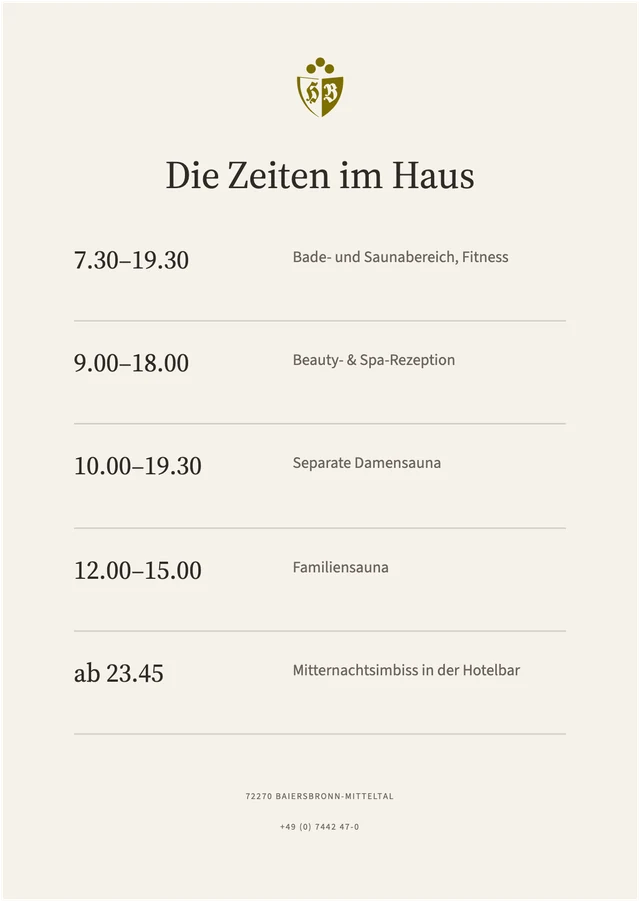 HB
Die Zeiten im Haus
7.30–19.30 Bade- und Saunabereich, Fitness
9.00–18.00 Beauty- & Spa-Rezeption
10.00–19.30 Separate Damensauna
12.00–15.00 Familiensauna
ab 23.45 Mitternachtsimbiss in der Hotelbar
72270 BAIERSBRONN-MITTELTAL
+49 (0) 7442 47-0